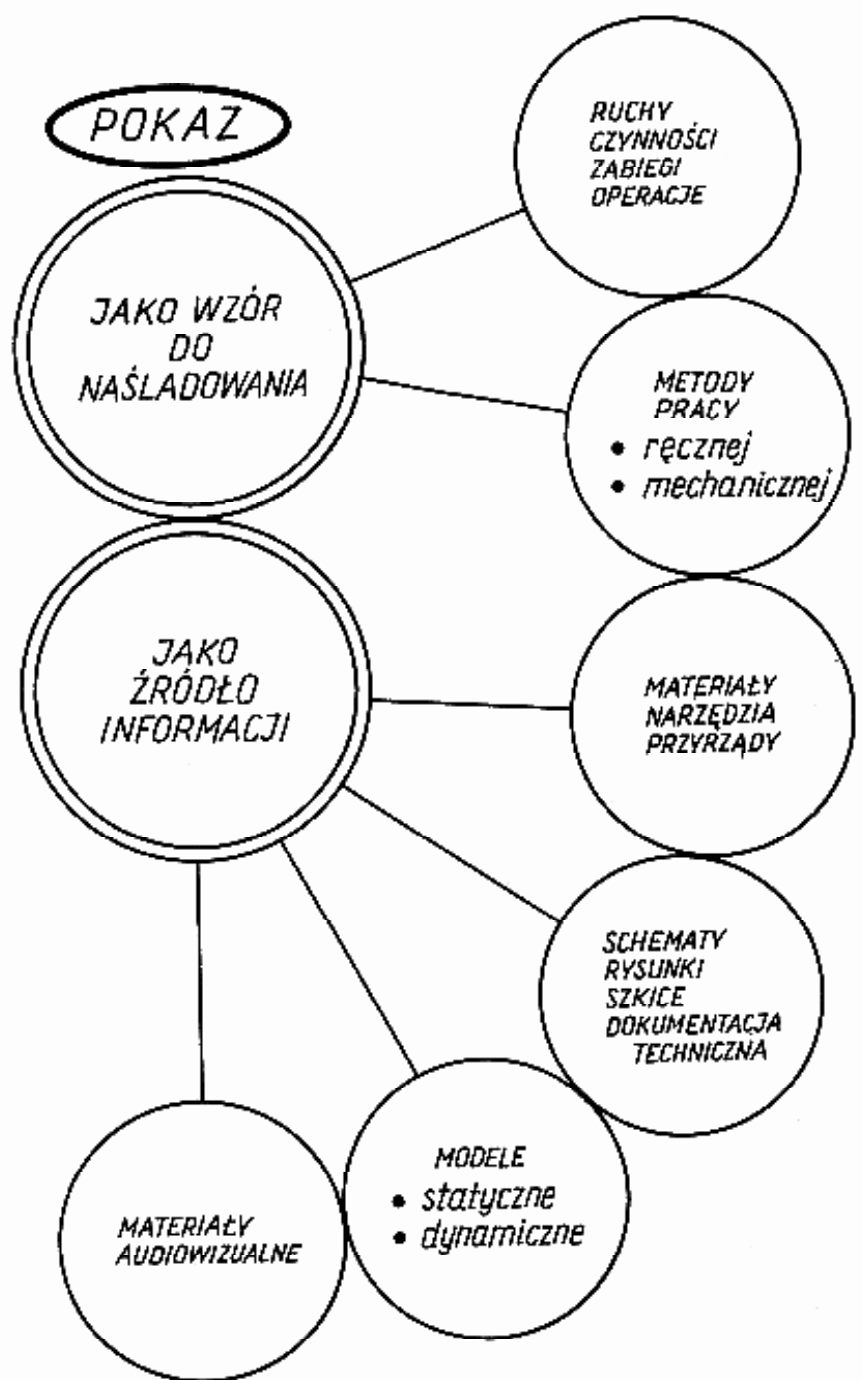 POKAZ
JAKO WZÓR
DO
NAŚLADOWANIA
JAKO
ŹRÓDŁO
INFORMACJI
RUCHY
CZYNNOŚCI
ZABIEGI
OPERACJE
METODY
PRACY
• ręcznej
• mechanicznej
MATERIAŁY
NARZĘDZIA
PRZYRZĄDY
SCHEMATY
RYSUNKI
SZKICE
DOKUMENTACJA
TECHNICZNA
MODELE
• statyczne
• dynamiczne
MATERIAŁY
AUDIOWIZUALNE